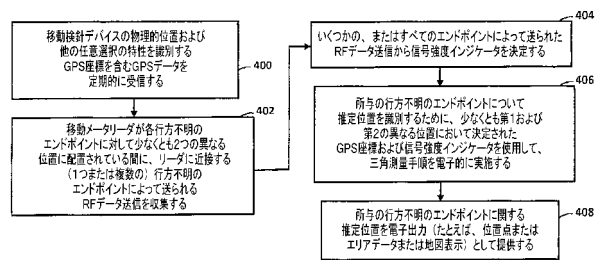 移動検針デバイスの物理的位置および
他の任意選択の特性を識別する
GPS座標を含むGPSデータを
定期的に受信する
400
402
移動メータリーダが各行方不明の
エンドポイントに対して少なくとも2つの異なる
位置に配置されている間に、リーダに近接する
(1つまたは複数の)行方不明の
エンドポイントによって送られる
RFデータ送信を収集する
404
いくつかの、またはすべてのエンドポイントによって送られた
RFデータ送信から信号強度インジケータを決定する
406
所与の行方不明のエンドポイントについて
推定位置を識別するために、少なくとも第1および
第2の異なる位置において決定された
GPS座標および信号強度インジケータを使用して、
三角測量手順を電子的に実施する
408
所与の行方不明のエンドポイントに関する
推定位置を電子出力(たとえば、位置点または
エリアデータまたは地図表示)として提供する